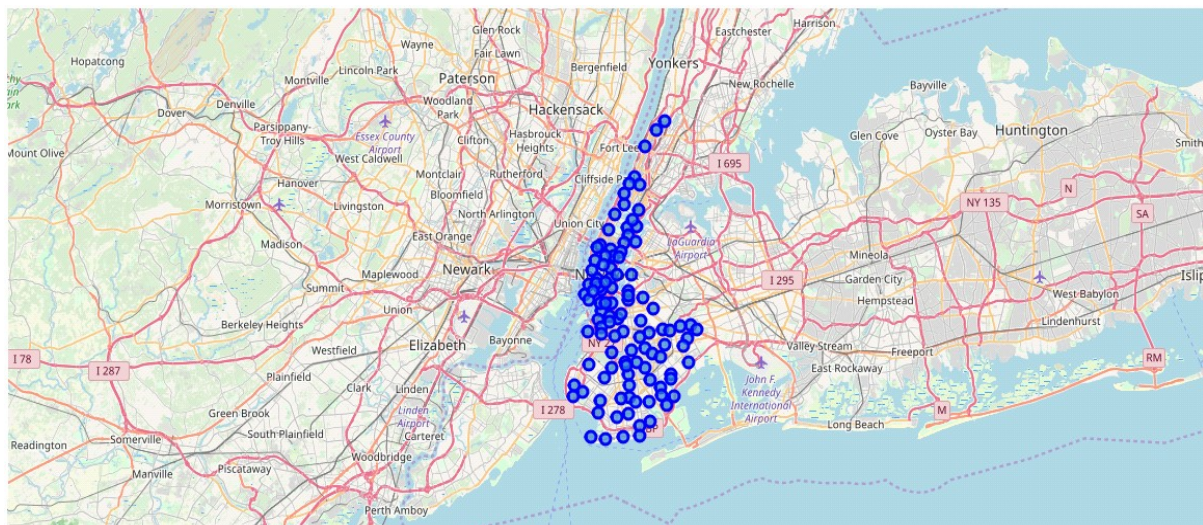 Glen Rock
Harrison
Eastchester
Wayne
Fair Lawn
Hopatcong
Lincoln Park
Bergenfield
Yonkers
Montville
Paterson
New Rochelle
Bayville
Denville
Woodland
Park
Hackensack
Dover
Parsippany-
Troy Hills
Essex County
Airport
Clifton
Hasbrouck
Heights
Fort Lee
Glen Cove
Oyster Bay
Huntington
Mount Olive
West Caldwell
I 695
Hanover
Montclair
Rutherford
Cliffside
Bloomfield
N
Morristown
Livingston
NY 135
North Arlington
SA
Union City
East Orange
Madison
LaGuardia
Airport
Mineola
Newark
Maplewood
I 295
Garden City
Summit
West Babylon
Hempstead
Union
Lindenhurst
Berkeley Heights
Elizabeth
Bayonne
NY 2
Valley Stream
Freeport
I 78
Westfield
East Rockaway
RM
I 287
Plainfield
Clark
John F.
Kennedy
International
Airport
Linden
Linden
Airport
Green Brook
I 278
M
Long Beach
South Plainfield
Carteret
Readington
Somerville
Woodbridge
Piscataway
Manville
Perth Amboy